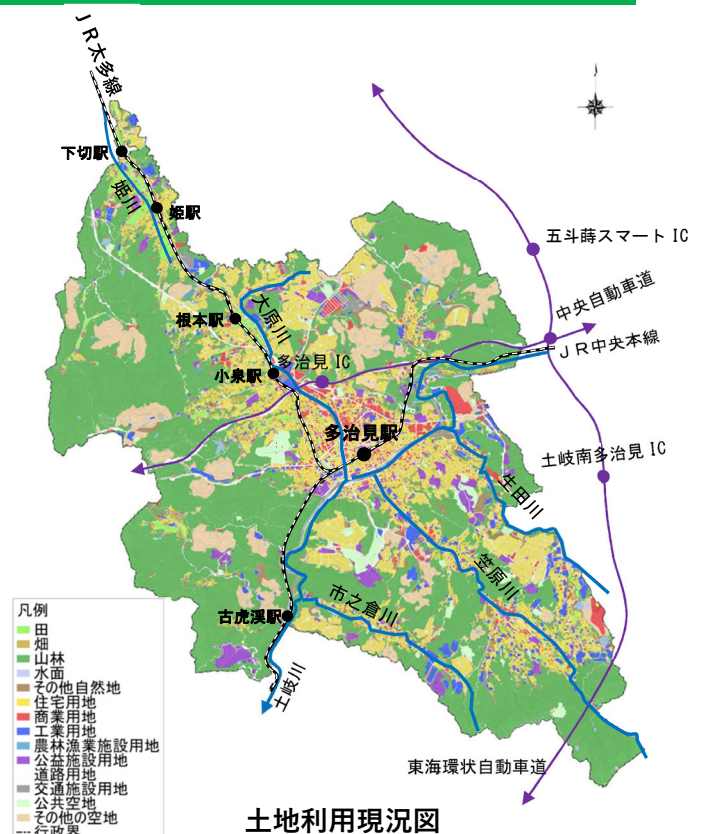 JR太多線
下切駅
姫川
姫駅
五斗蒔スマートIC
中央自動車道
大原川
根本駅
JR中央本線
多治見IC
小泉駅
多治見駅
土岐南多治見IC
生田川
笠原川
市之倉川
古虎渓駅
土岐川
東海環状自動車道
凡例
田
畑
山林
水面
その他自然地
住宅用地
商業用地
工業用地
農林漁業施設用地
公益施設用地
道路用地
交通施設用地
公共空地
その他の空地
行政界
土地利用現況図